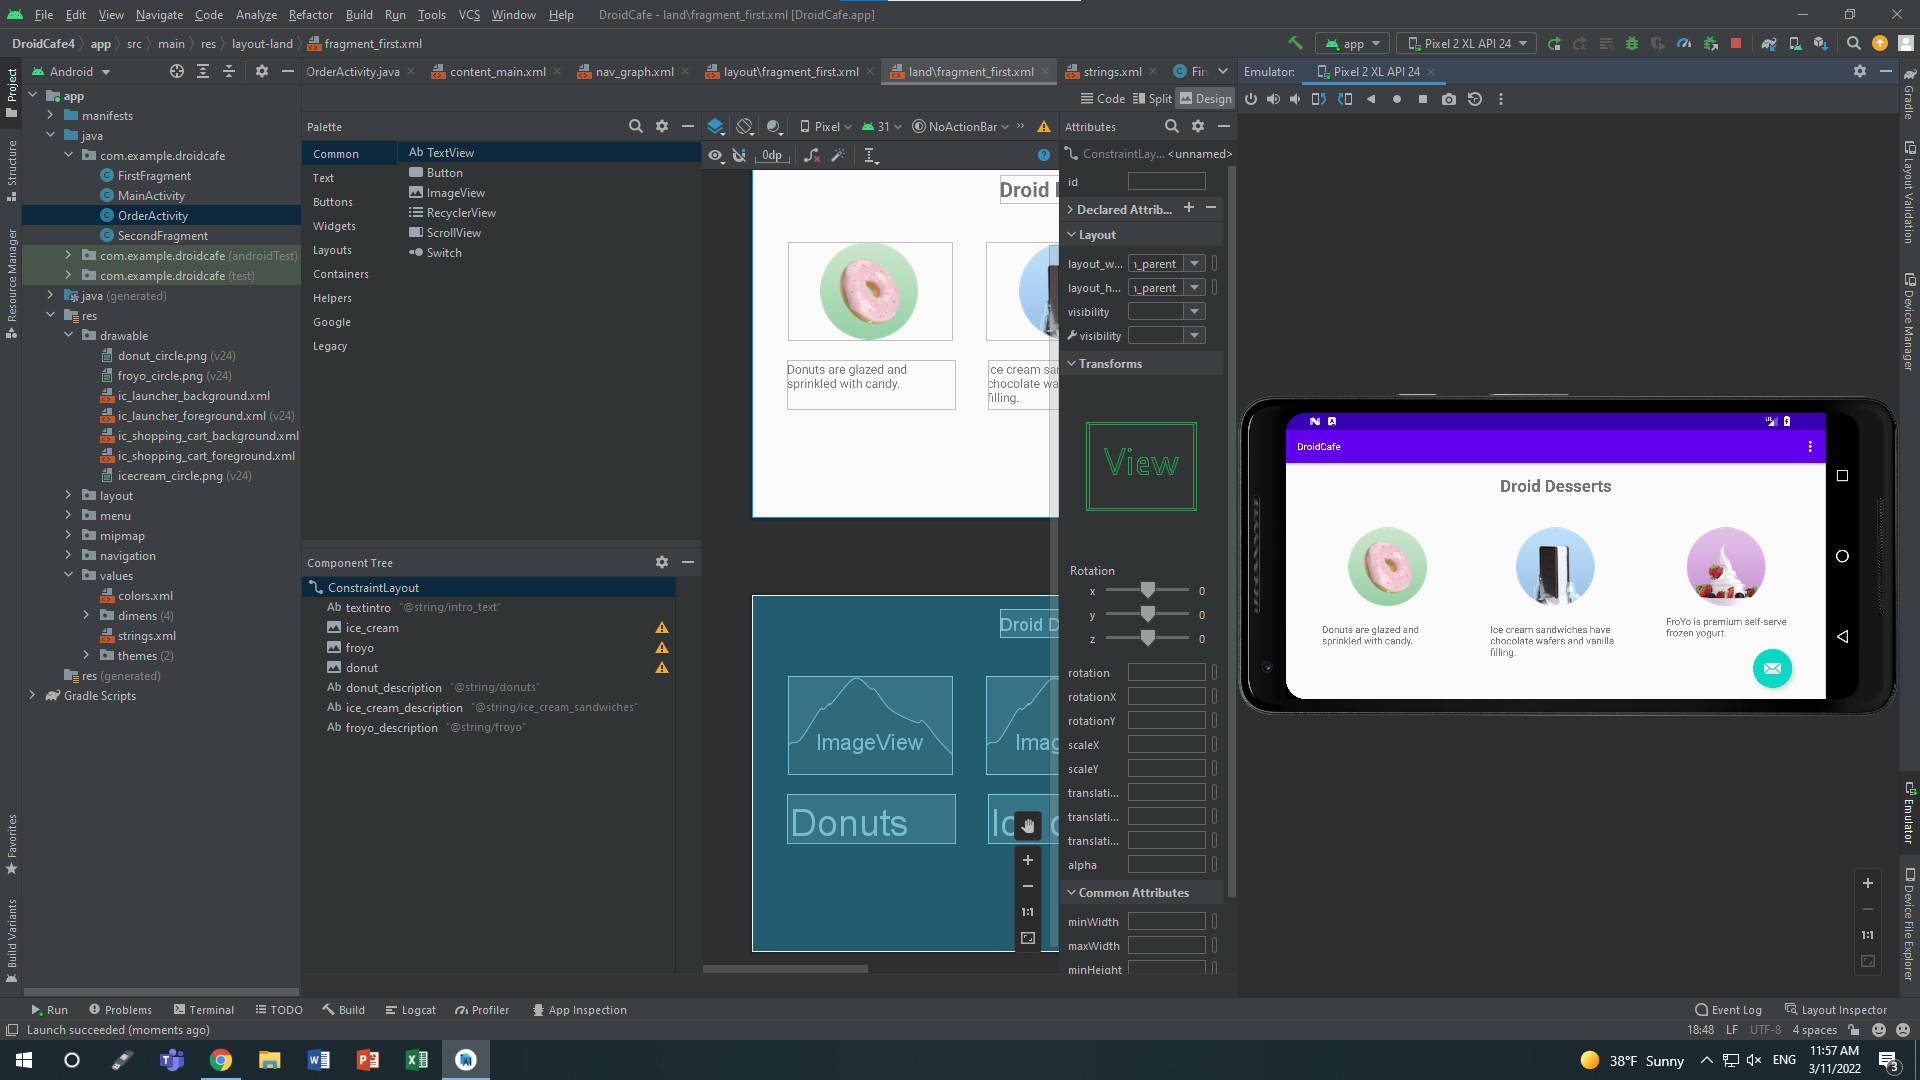 File Edit View Navigate Code Analyze Refactor Build Run Tools VCS Window Help DroidCafe - land\fragment_first.xml [DroidCafe.app]
DroidCafe4 app src main res layout-land fragment_first.xml
app Pixel 2 XL API 24
Android
OrderActivity.java content_main.xml nav_graph.xml layout\fragment_first.xml land\fragment_first.xml strings.xml Fir
Emulator: Pixel 2 XL API 24
Code Split Design
Project
Structure
Resource Manager
Favorites
Build Variants
app
manifests
java
com.example.droidcafe
FirstFragment
MainActivity
OrderActivity
SecondFragment
com.example.droidcafe (androidTest)
com.example.droidcafe (test)
java (generated)
res
drawable
donut_circle.png (v24)
froyo_circle.png (v24)
ic_launcher_background.xml
ic_launcher_foreground.xml (v24)
ic_shopping_cart_background.xml
ic_shopping_cart_foreground.xml
icecream_circle.png (v24)
layout
menu
mipmap
navigation
values
colors.xml
dimens (4)
strings.xml
themes (2)
res (generated)
Gradle Scripts
Palette
Common
Text
Buttons
Widgets
Layouts
Containers
Helpers
Google
Legacy
Ab TextView
Button
ImageView
RecyclerView
ScrollView
Switch
Component Tree
ConstraintLayout
Ab textintro "@string/intro_text"
ice_cream
froyo
donut
Ab donut_description "@string/donuts"
Ab ice_cream_description "@string/ice_cream_sandwiches"
Ab froyo_description "@string/froyo"
Pixel 31 NoActionBar
0dp
Droid
Donuts are glazed and
sprinkled with candy.
Ice cream sa
chocolate wa
filling.
Droid D
ImageView
Imag
Donuts
Ic
1:1
Attributes
ConstraintLay... <unnamed>
id
Declared Attrib...
Layout
layout_w... _parent
layout_h... _parent
visibility
visibility
Transforms
View
Rotation
x 0
y 0
z 0
rotation
rotationX
rotationY
scaleX
scaleY
translati...
translati...
translati...
alpha
Common Attributes
minWidth
maxWidth
minHeight
DroidCafe
Droid Desserts
Donuts are glazed and
sprinkled with candy.
Ice cream sandwiches have
chocolate wafers and vanilla
filling.
FroYo is premium self-serve
frozen yogurt.
1:1
Gradle
Layout Validation
Device Manager
Emulator
Device File Explorer
Run Problems Terminal TODO Build Logcat Profiler App Inspection Event Log Layout Inspector
Launch succeeded (moments ago) 18:48 LF UTF-8 4 spaces
38°F Sunny ENG 11:57 AM
3/11/2022 3